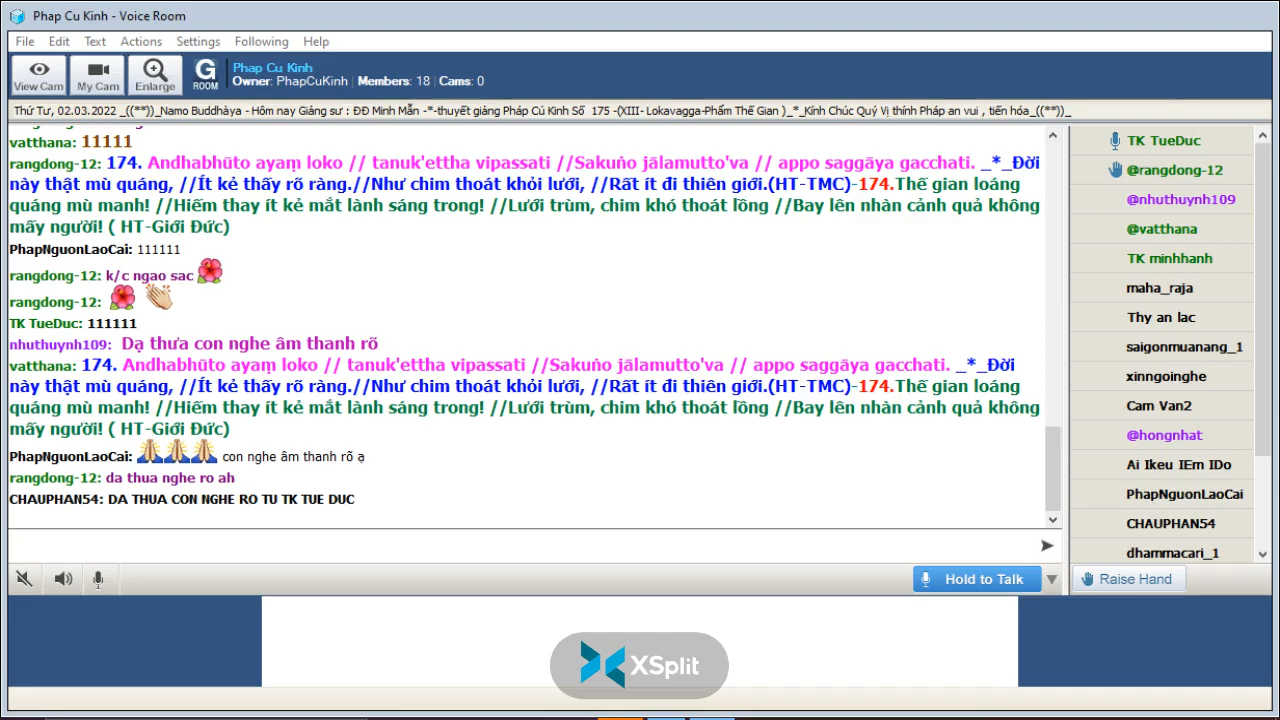 Phap Cu Kinh - Voice Room
File Edit Text Actions Settings Following Help
View Cam My Cam Enlarge G ROOM
Phap Cu Kinh
Owner: PhapCuKinh | Members: 18 | Cams: 0
Thứ Tư, 02.03.2022 _((**))_Namo Buddhàya - Hôm nay Giảng sư : ĐĐ Minh Mẫn -*-thuyết giảng Pháp Cú Kinh Số 175 -(XIII- Lokavagga-Phẩm Thế Gian )_*_Kính Chúc Quý Vị thính Pháp an vui , tiến hóa_((**))_
vatthana: 11111
rangdong-12: 174. Andhabhūto ayaṃ loko // tanuk'ettha vipassati //Sakuṅo jālamutto'va // appo saggāya gacchati. _*_Đời
này thật mù quáng, //Ít kẻ thấy rõ ràng.//Như chim thoát khỏi lưới, //Rất ít đi thiên giới.(HT-TMC)-174.Thế gian loáng
quáng mù manh! //Hiếm thay ít kẻ mắt lành sáng trong! //Lưới trùm, chim khó thoát lồng //Bay lên nhàn cảnh quả không
mấy người! ( HT-Giới Đức)
PhapNguonLaoCai: 111111
rangdong-12: k/c ngao sac
rangdong-12:
TK TueDuc: 111111
nhuthuynh109: Dạ thưa con nghe âm thanh rõ
vatthana: 174. Andhabhūto ayaṃ loko // tanuk'ettha vipassati //Sakuṅo jālamutto'va // appo saggāya gacchati. _*_Đời
này thật mù quáng, //Ít kẻ thấy rõ ràng.//Như chim thoát khỏi lưới, //Rất ít đi thiên giới.(HT-TMC)-174.Thế gian loáng
quáng mù manh! //Hiếm thay ít kẻ mắt lành sáng trong! //Lưới trùm, chim khó thoát lồng //Bay lên nhàn cảnh quả không
mấy người! ( HT-Giới Đức)
PhapNguonLaoCai: con nghe âm thanh rõ ạ
rangdong-12: da thua nghe ro ah
CHAUPHAN54: DA THUA CON NGHE RO TU TK TUE DUC
Hold to Talk
TK TueDuc
@rangdong-12
@nhuthuynh109
@vatthana
TK minhhanh
maha_raja
Thy an lac
saigonmuanang_1
xinngoinghe
Cam Van2
@hongnhat
Ai Ikeu IEm IDo
PhapNguonLaoCai
CHAUPHAN54
dhammacari_1
Raise Hand
XSplit